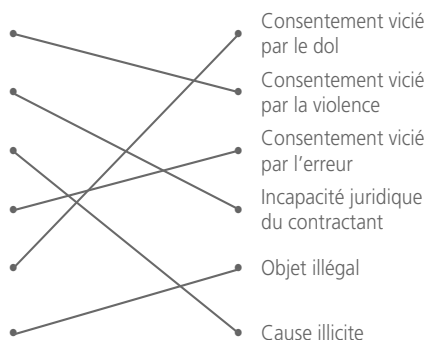 Consentement vicié
par le dol
Consentement vicié
par la violence
Consentement vicié
par l’erreur
Incapacité juridique
du contractant
Objet illégal
Cause illicite